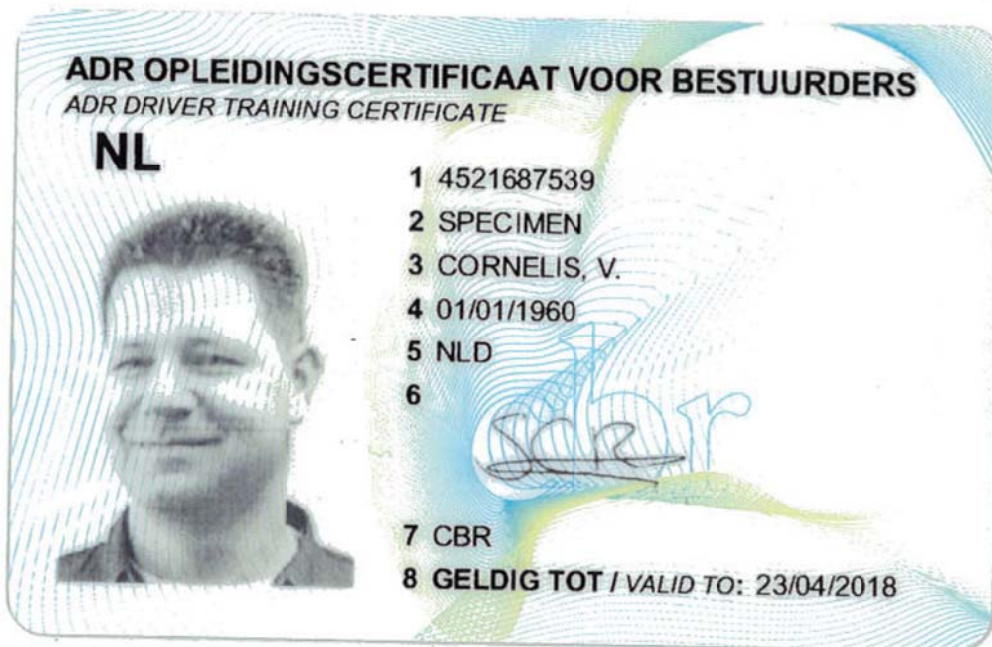 ADR OPLEIDINGSCERTIFICAAT VOOR BESTUURDERS
ADR DRIVER TRAINING CERTIFICATE
NL
1 4521687539
2 SPECIMEN
3 CORNELIS, V.
4 01/01/1960
5 NLD
6
cbr
7 CBR
8 GELDIG TOT / VALID TO: 23/04/2018